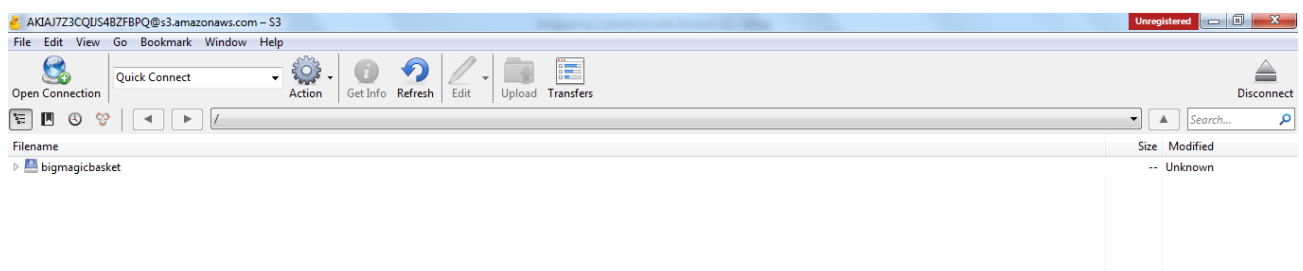 AKIAJ7Z3CQIJS4BZFBPQ@s3.amazonaws.com – S3
Unregistered
File Edit View Go Bookmark Window Help
Quick Connect
Open Connection Action Get Info Refresh Edit Upload Transfers Disconnect
/ Search...
Filename Size Modified
bigmagicbasket -- Unknown